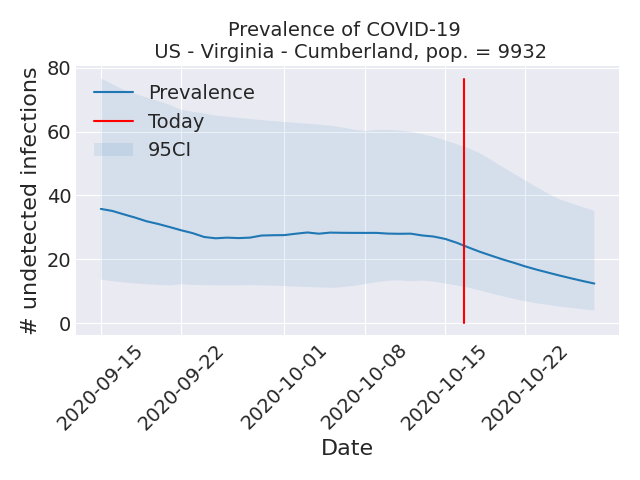 Prevalence of COVID-19
US - Virginia - Cumberland, pop. = 9932
# undetected infections
80
60
40
20
0
Prevalence
Today
95CI
2020-09-15
2020-09-22
2020-10-01
2020-10-08
2020-10-15
2020-10-22
Date